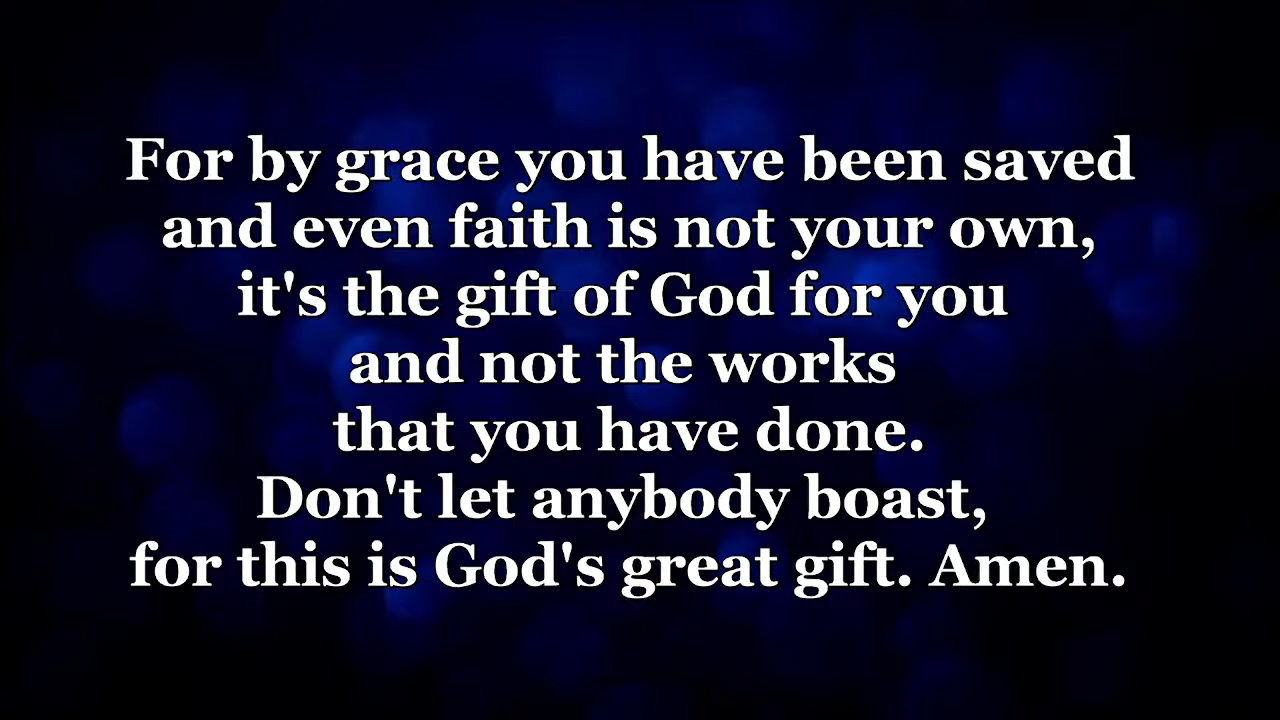 For by grace you have been saved
and even faith is not your own,
it's the gift of God for you
and not the works
that you have done.
Don't let anybody boast,
for this is God's great gift. Amen.